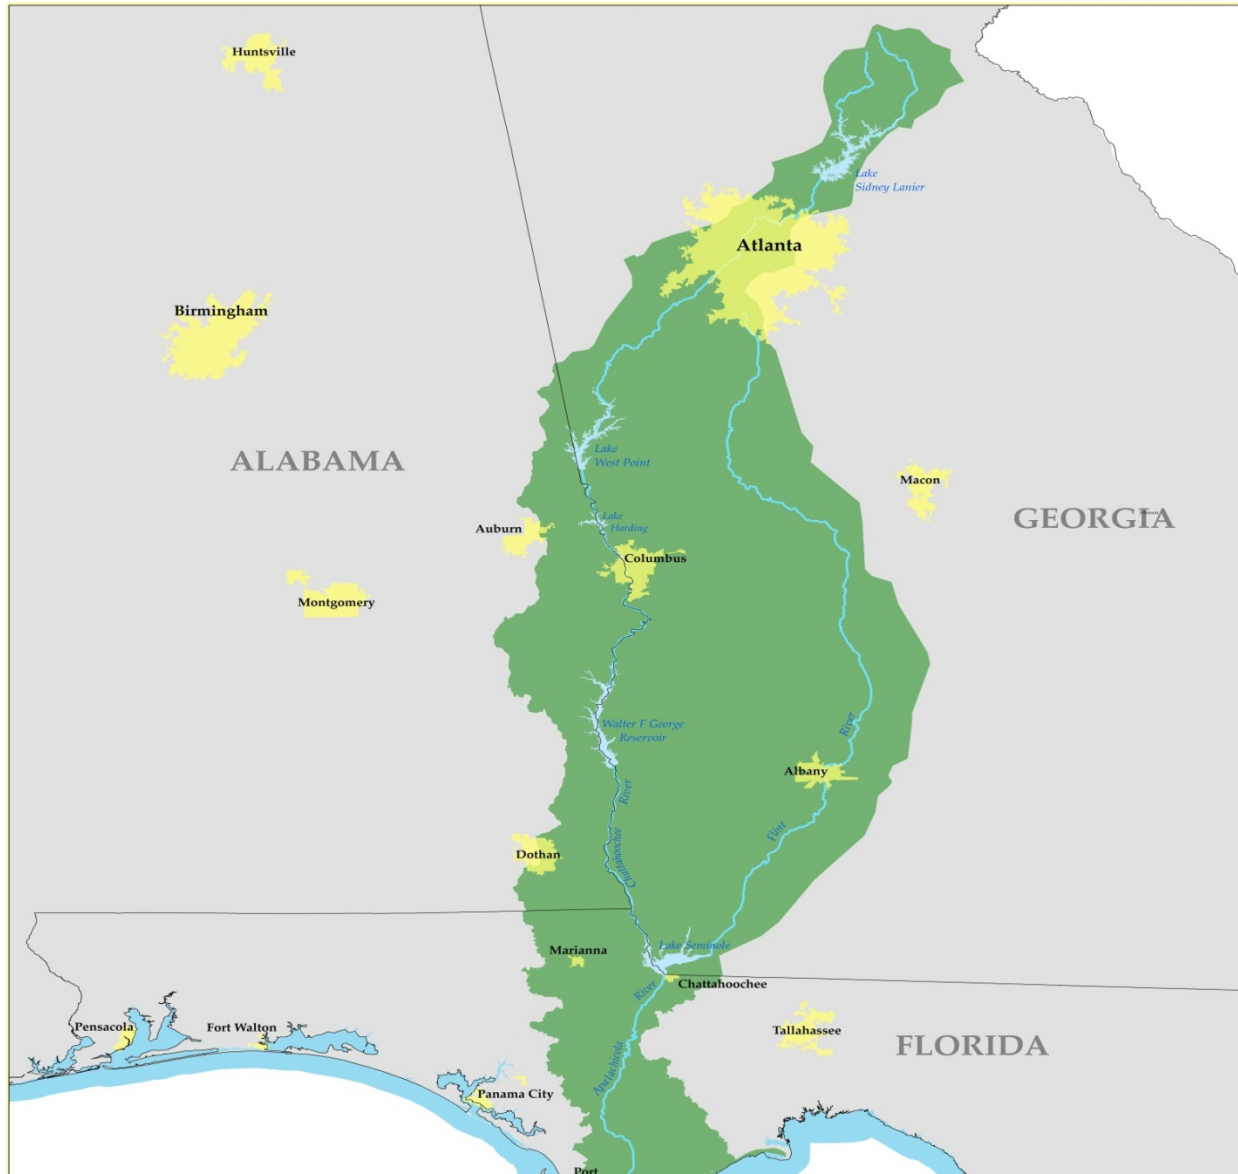 Huntsville
Lake
Sidney Lanier
Atlanta
Birmingham
ALABAMA
Lake
West Point
Macon
GEORGIA
Lake
Harding
Auburn
Columbus
Montgomery
Walter F George
Reservoir
River
Albany
River
Flint
Chattahoochee
Dothan
Marianna
Lake Seminole
Chattahoochee
River
Pensacola
Fort Walton
Tallahassee
FLORIDA
Apalachicola
Panama City
Port